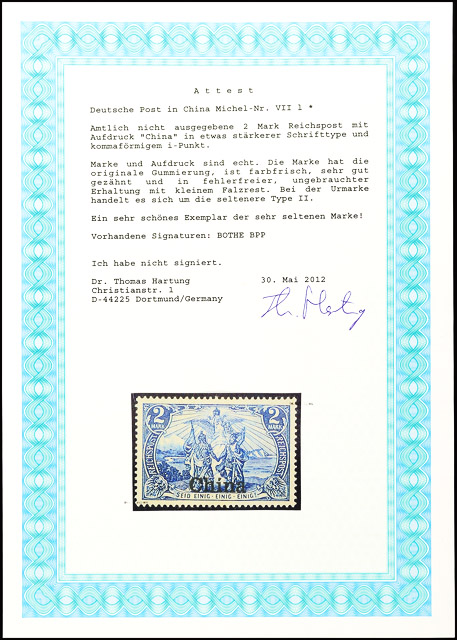 Attest
Deutsche Post in China Michel-Nr. VII l *
Amtlich nicht ausgegebene 2 Mark Reichspost mit
Aufdruck "China" in etwas stärkerer Schrifttype und
kommaförmigem i-Punkt.
Marke und Aufdruck sind echt. Die Marke hat die
originale Gummierung, ist farbfrisch, sehr gut
gezähnt und in fehlerfreier, ungebrauchter
Erhaltung mit kleinem Falzrest. Bei der Urmarke
handelt es sich um die seltenere Type II.
Ein sehr schönes Exemplar der sehr seltenen Marke!
Vorhandene Signaturen: BOTHE BPP
Ich habe nicht signiert.
Dr. Thomas Hartung 30. Mai 2012
Christianstr. 1
D-44225 Dortmund/Germany
Th. Hartung
2 2
MARK MARK
REICHSPOST REICHSPOST
China
SEID EINIG-EINIG-EINIG!